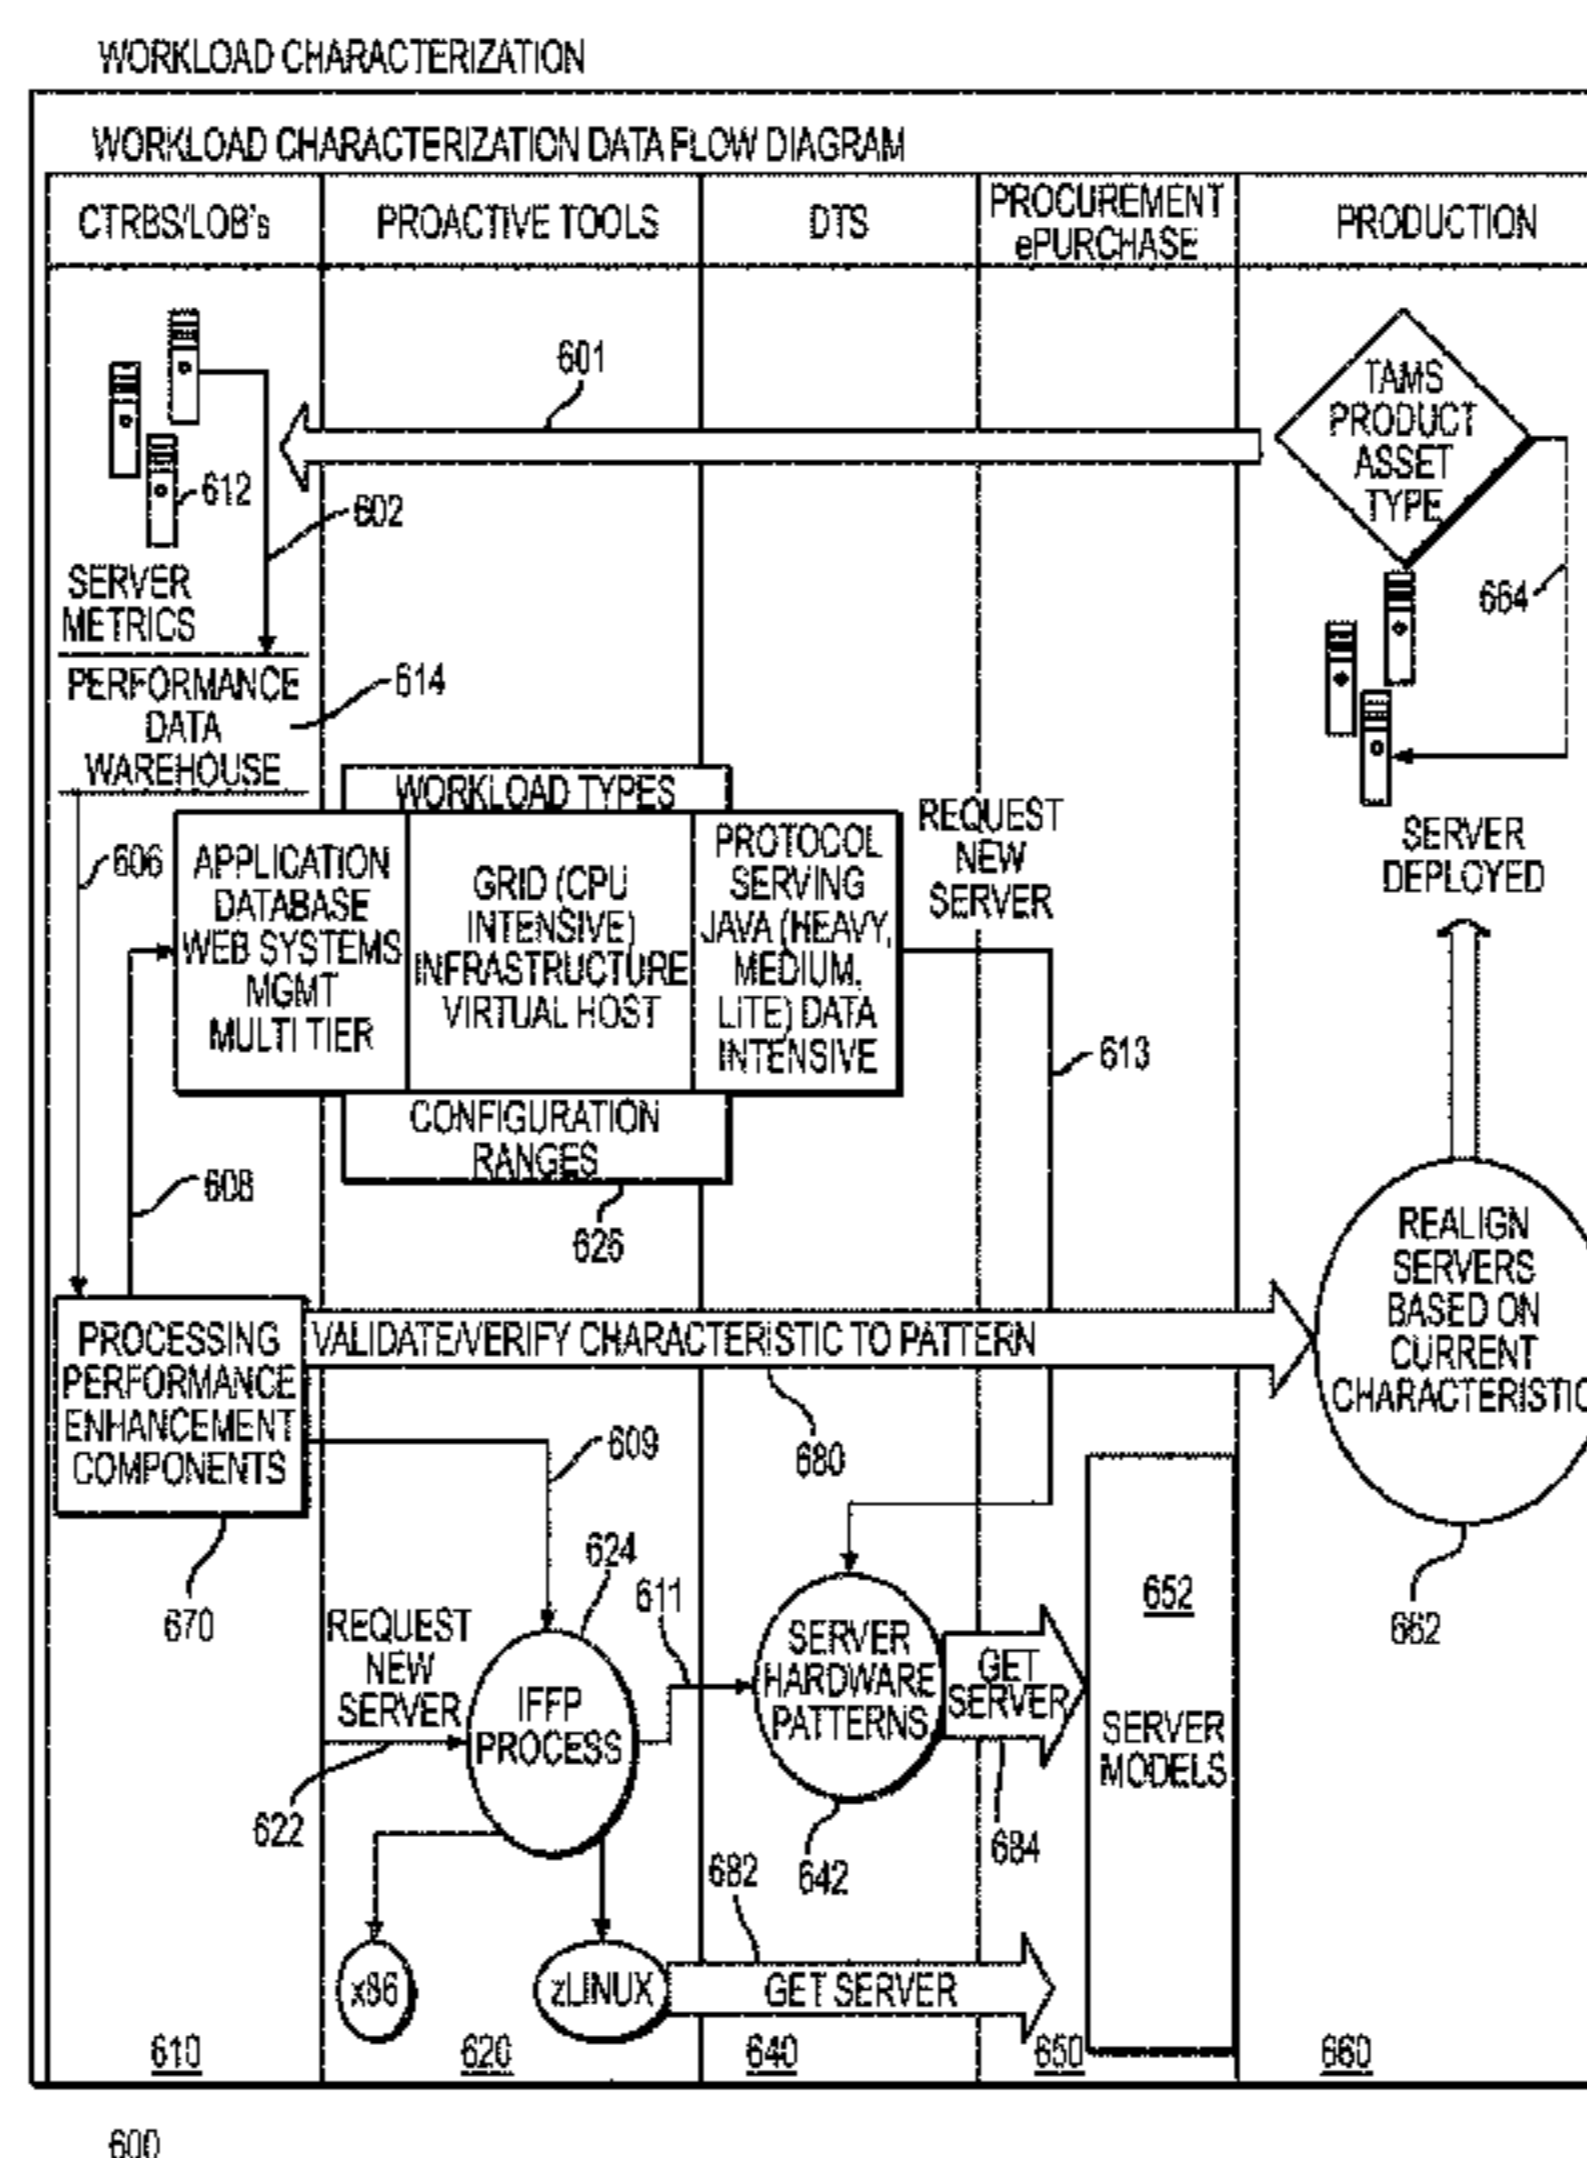 WORKLOAD CHARACTERIZATION
WORKLOAD CHARACTERIZATION DATA FLOW DIAGRAM
CTRBS/LOB's
PROACTIVE TOOLS
DTS
PROCUREMENT
ePURCHASE
PRODUCTION
601
TAMS
PRODUCT
ASSET
TYPE
612
602
664
SERVER
METRICS
PERFORMANCE
DATA
WAREHOUSE
614
WORKLOAD TYPES
606
APPLICATION
DATABASE
WEB SYSTEMS
MGMT
MULTI TIER
GRID (CPU
INTENSIVE)
INFRASTRUCTURE
VIRTUAL HOST
PROTOCOL
SERVING
JAVA (HEAVY,
MEDIUM,
LITE) DATA
INTENSIVE
REQUEST
NEW
SERVER
SERVER
DEPLOYED
613
CONFIGURATION
RANGES
608
626
REALIGN
SERVERS
BASED ON
CURRENT
CHARACTERISTIC
PROCESSING
PERFORMANCE
ENHANCEMENT
COMPONENTS
VALIDATE/VERIFY CHARACTERISTIC TO PATTERN
609
680
624
611
670
652
662
REQUEST
NEW
SERVER
IFFP
PROCESS
SERVER
HARDWARE
PATTERNS
GET
SERVER
SERVER
MODELS
622
682
642
684
x86
zLINUX
GET SERVER
610
620
640
650
660
600